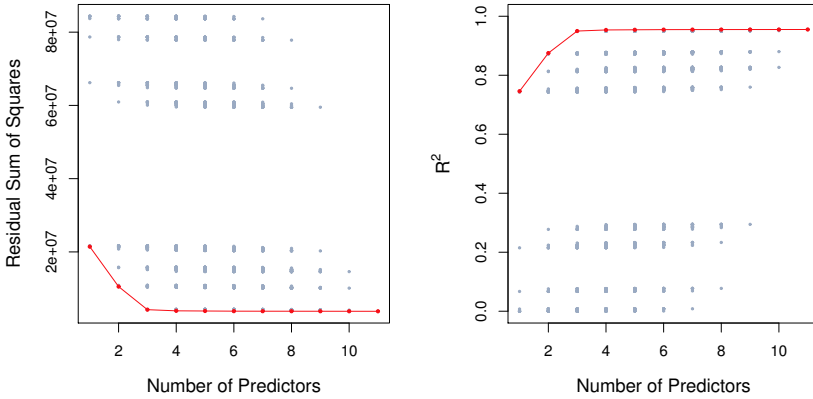 Residual Sum of Squares
8e+07
6e+07
4e+07
2e+07
2 4 6 8 10
Number of Predictors
R²
1.0
0.8
0.6
0.4
0.2
0.0
2 4 6 8 10
Number of Predictors